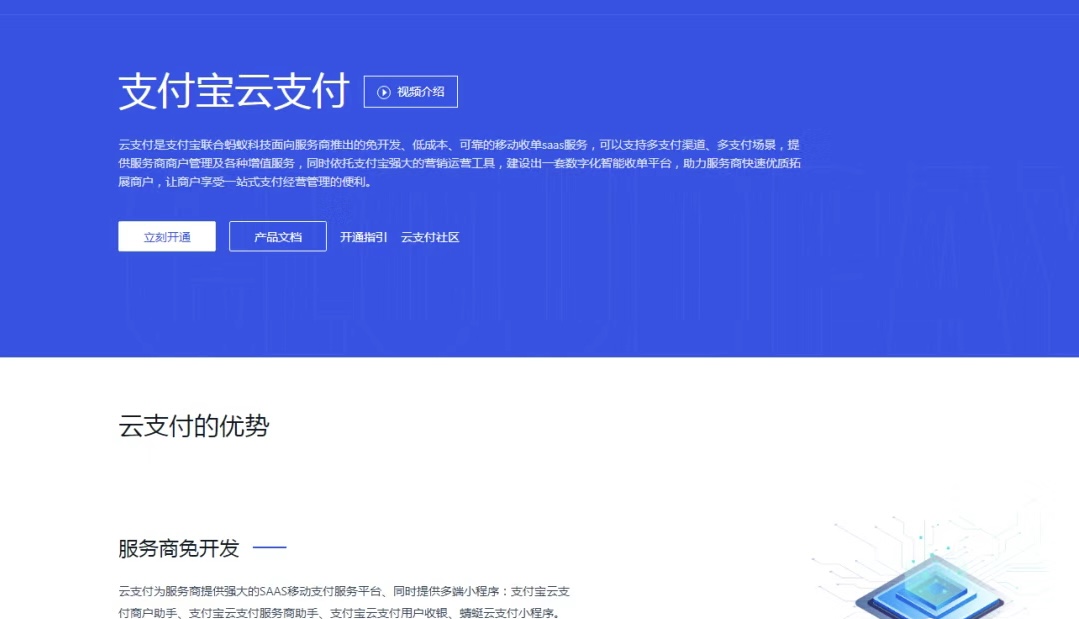 支付宝云支付
视频介绍
云支付是支付宝联合蚂蚁科技面向服务商推出的免开发、低成本、可靠的移动收单saas服务，可以支持多支付渠道、多支付场景，提
供服务商商户管理及各种增值服务，同时依托支付宝强大的营销运营工具，建设出一套数字化智能收单平台，助力服务商快速优质拓
展商户，让商户享受一站式支付经营管理的便利。
立刻开通
产品文档
开通指引
云支付社区
云支付的优势
服务商免开发
云支付为服务商提供强大的SAAS移动支付服务平台、同时提供多端小程序：支付宝云支
付商户助手、支付宝云支付服务商助手、支付宝云支付用户收银、蜻蜓云支付小程序。